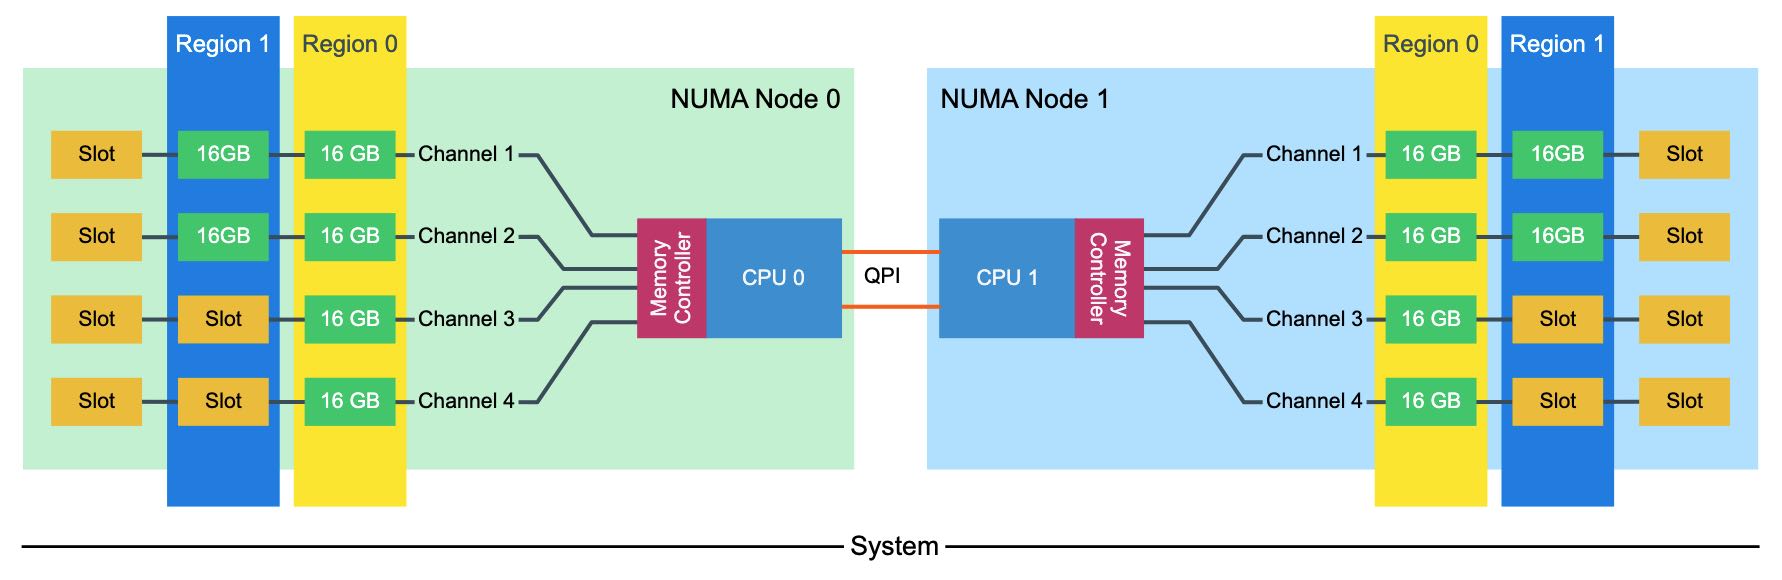 Region 1 Region 0 Region 0 Region 1
NUMA Node 0 NUMA Node 1
Slot 16GB 16 GB Channel 1 Channel 1 16 GB 16GB Slot
Slot 16GB 16 GB Channel 2 Channel 2 16 GB 16GB Slot
Memory Controller CPU 0 QPI CPU 1 Memory Controller
Slot Slot 16 GB Channel 3 Channel 3 16 GB Slot Slot
Slot Slot 16 GB Channel 4 Channel 4 16 GB Slot Slot
System